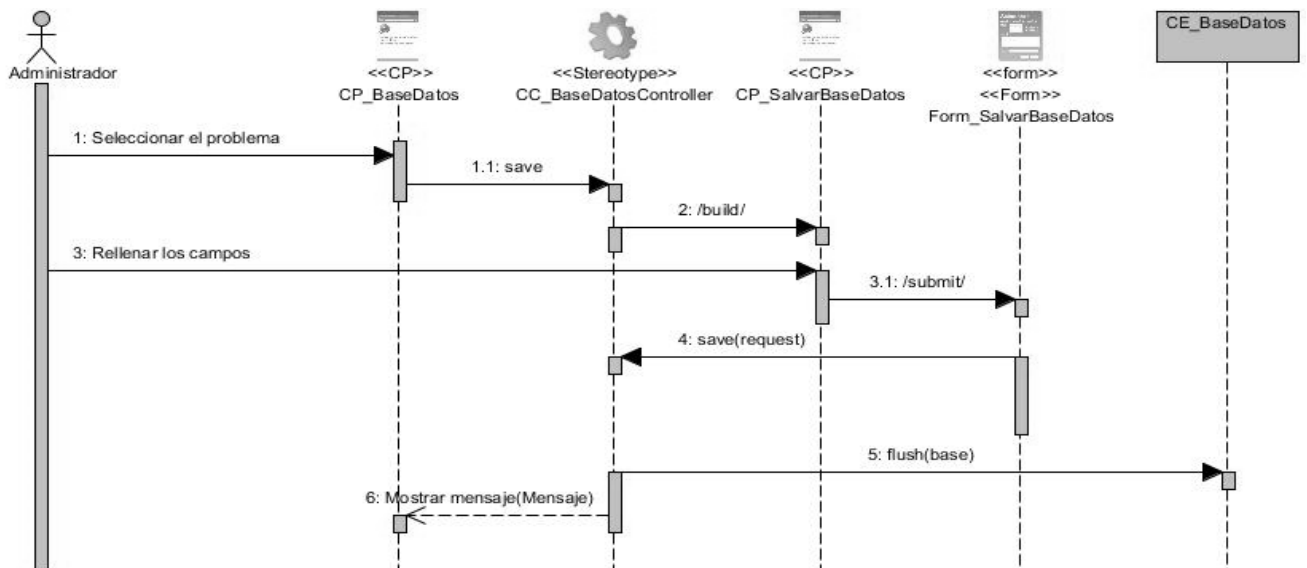 CE_BaseDatos
Administrador
<<CP>>
CP_BaseDatos
<<Stereotype>>
CC_BaseDatosController
<<CP>>
CP_SalvarBaseDatos
<<form>>
<<Form>>
Form_SalvarBaseDatos
1: Seleccionar el problema
1.1: save
2: /build/
3: Rellenar los campos
3.1: /submit/
4: save(request)
5: flush(base)
6: Mostrar mensaje(Mensaje)